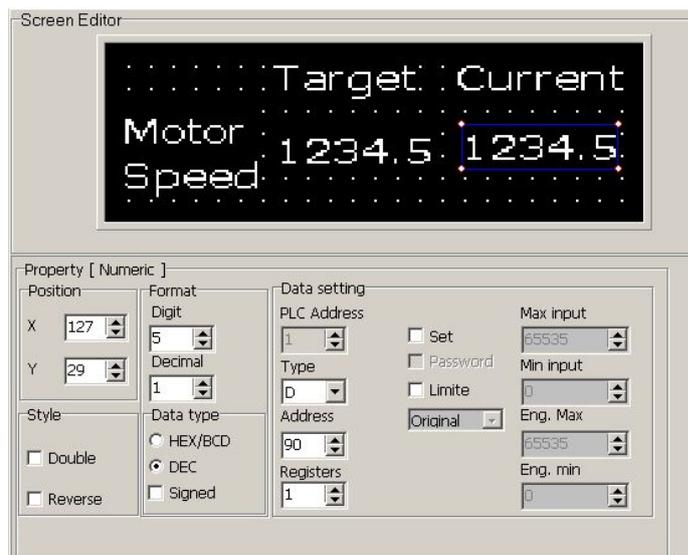 Screen Editor
Target Current
Motor 1234.5 1234.5
Speed
Property [ Numeric ]
Position Format Data setting
Digit PLC Address Max input
X 127 5 1 Set 65535
Decimal Type Password Min input
Y 29 1 D Limite 0
Style Data type Address Original Eng. Max
HEX/BCD 90 65535
Double DEC Registers Eng. min
Reverse Signed 1 0